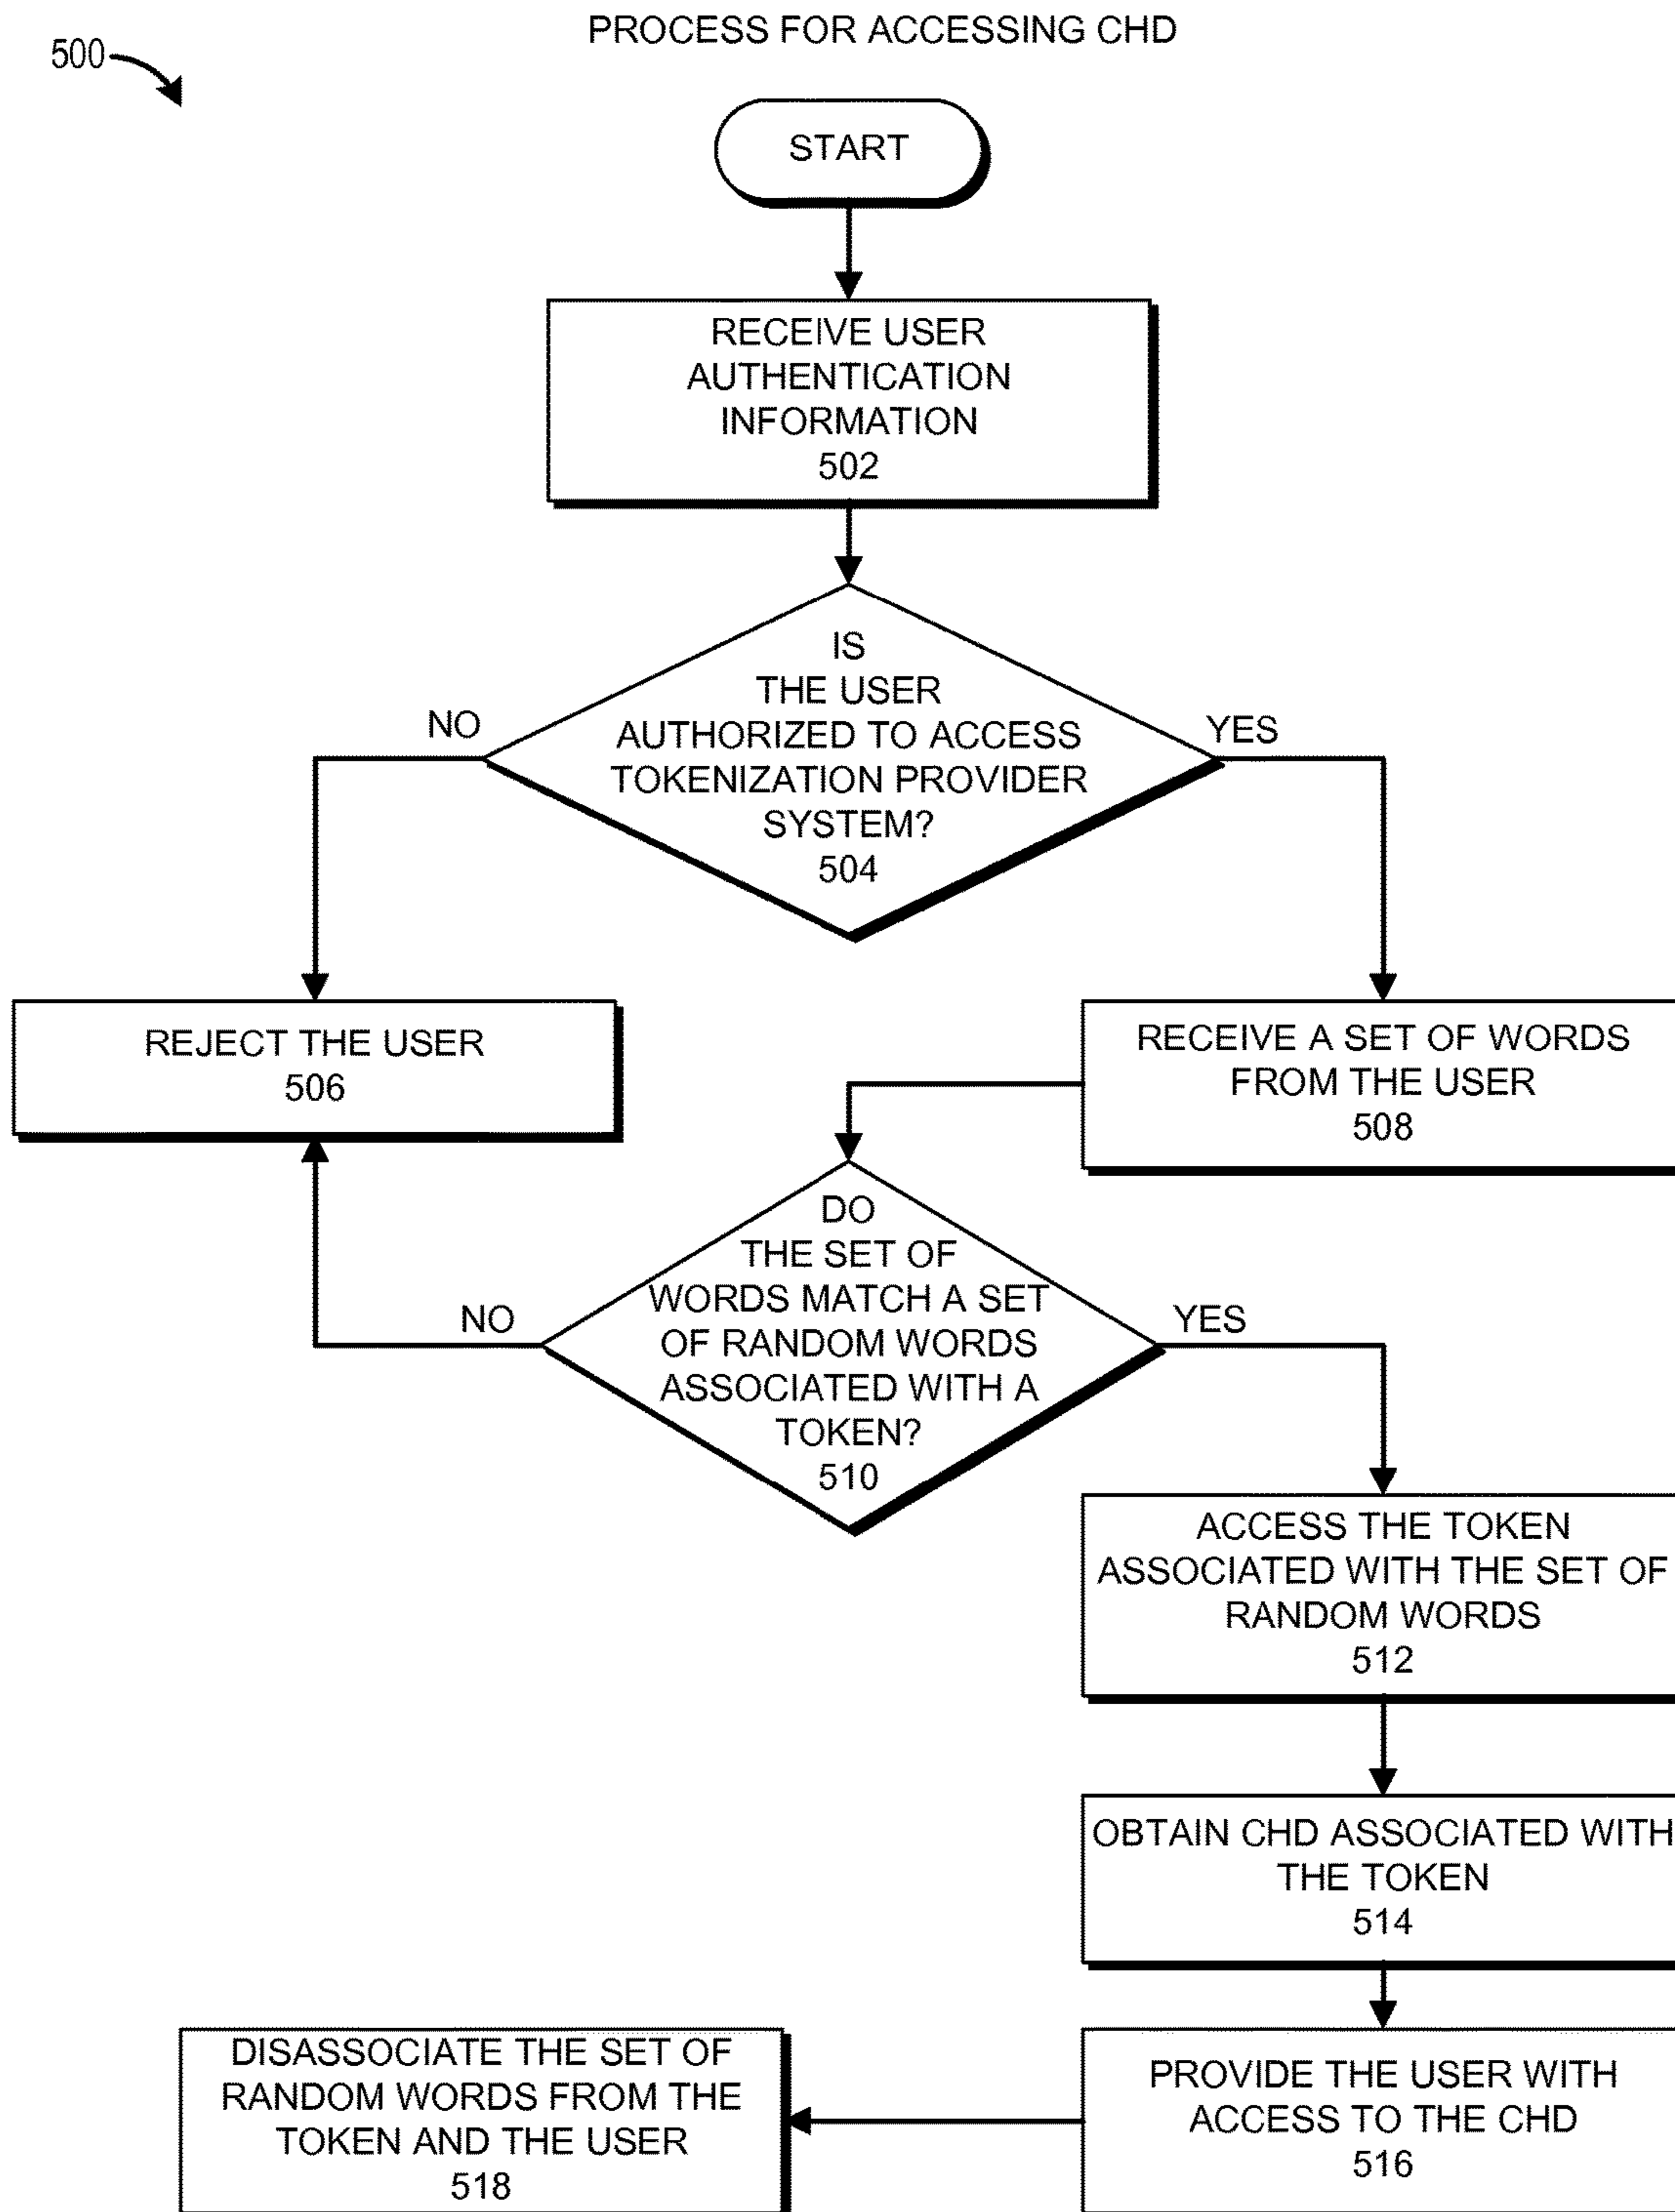 PROCESS FOR ACCESSING CHD
500
START
RECEIVE USER
AUTHENTICATION
INFORMATION
502
IS
THE USER
AUTHORIZED TO ACCESS
TOKENIZATION PROVIDER
SYSTEM?
504
NO
YES
REJECT THE USER
506
RECEIVE A SET OF WORDS
FROM THE USER
508
DO
THE SET OF
WORDS MATCH A SET
OF RANDOM WORDS
ASSOCIATED WITH A
TOKEN?
510
NO
YES
ACCESS THE TOKEN
ASSOCIATED WITH THE SET OF
RANDOM WORDS
512
OBTAIN CHD ASSOCIATED WITH
THE TOKEN
514
PROVIDE THE USER WITH
ACCESS TO THE CHD
516
DISASSOCIATE THE SET OF
RANDOM WORDS FROM THE
TOKEN AND THE USER
518